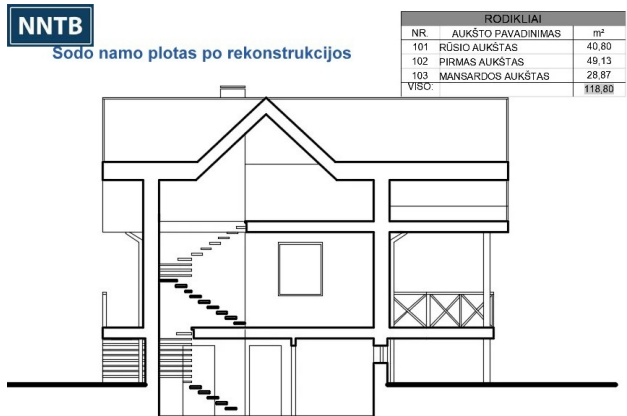 NNTB
Sodo namo plotas po rekonstrukcijos
RODIKLIAI
NR. AUKŠTO PAVADINIMAS m²
101 RŪSIO AUKŠTAS 40,80
102 PIRMAS AUKŠTAS 49,13
103 MANSARDOS AUKŠTAS 28,87
VISO: 118,80